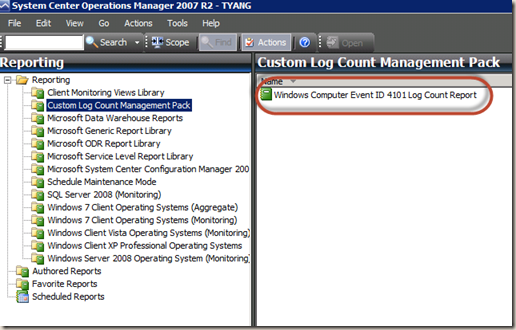 System Center Operations Manager 2007 R2 - TYANG
File Edit View Go Actions Tools Help
Search Scope Find Actions Open
Reporting
Reporting
Client Monitoring Views Library
Custom Log Count Management Pack
Microsoft Data Warehouse Reports
Microsoft Generic Report Library
Microsoft ODR Report Library
Microsoft Service Level Report Library
Microsoft System Center Configuration Manager 200
Schedule Maintenance Mode
SQL Server 2008 (Monitoring)
Windows 7 Client Operating Systems (Aggregate)
Windows 7 Client Operating Systems (Monitoring)
Windows Client Vista Operating Systems (Monitoring)
Windows Client XP Professional Operating Systems
Windows Server 2008 Operating System (Monitoring)
Authored Reports
Favorite Reports
Scheduled Reports
Custom Log Count Management Pack
Name
Windows Computer Event ID 4101 Log Count Report